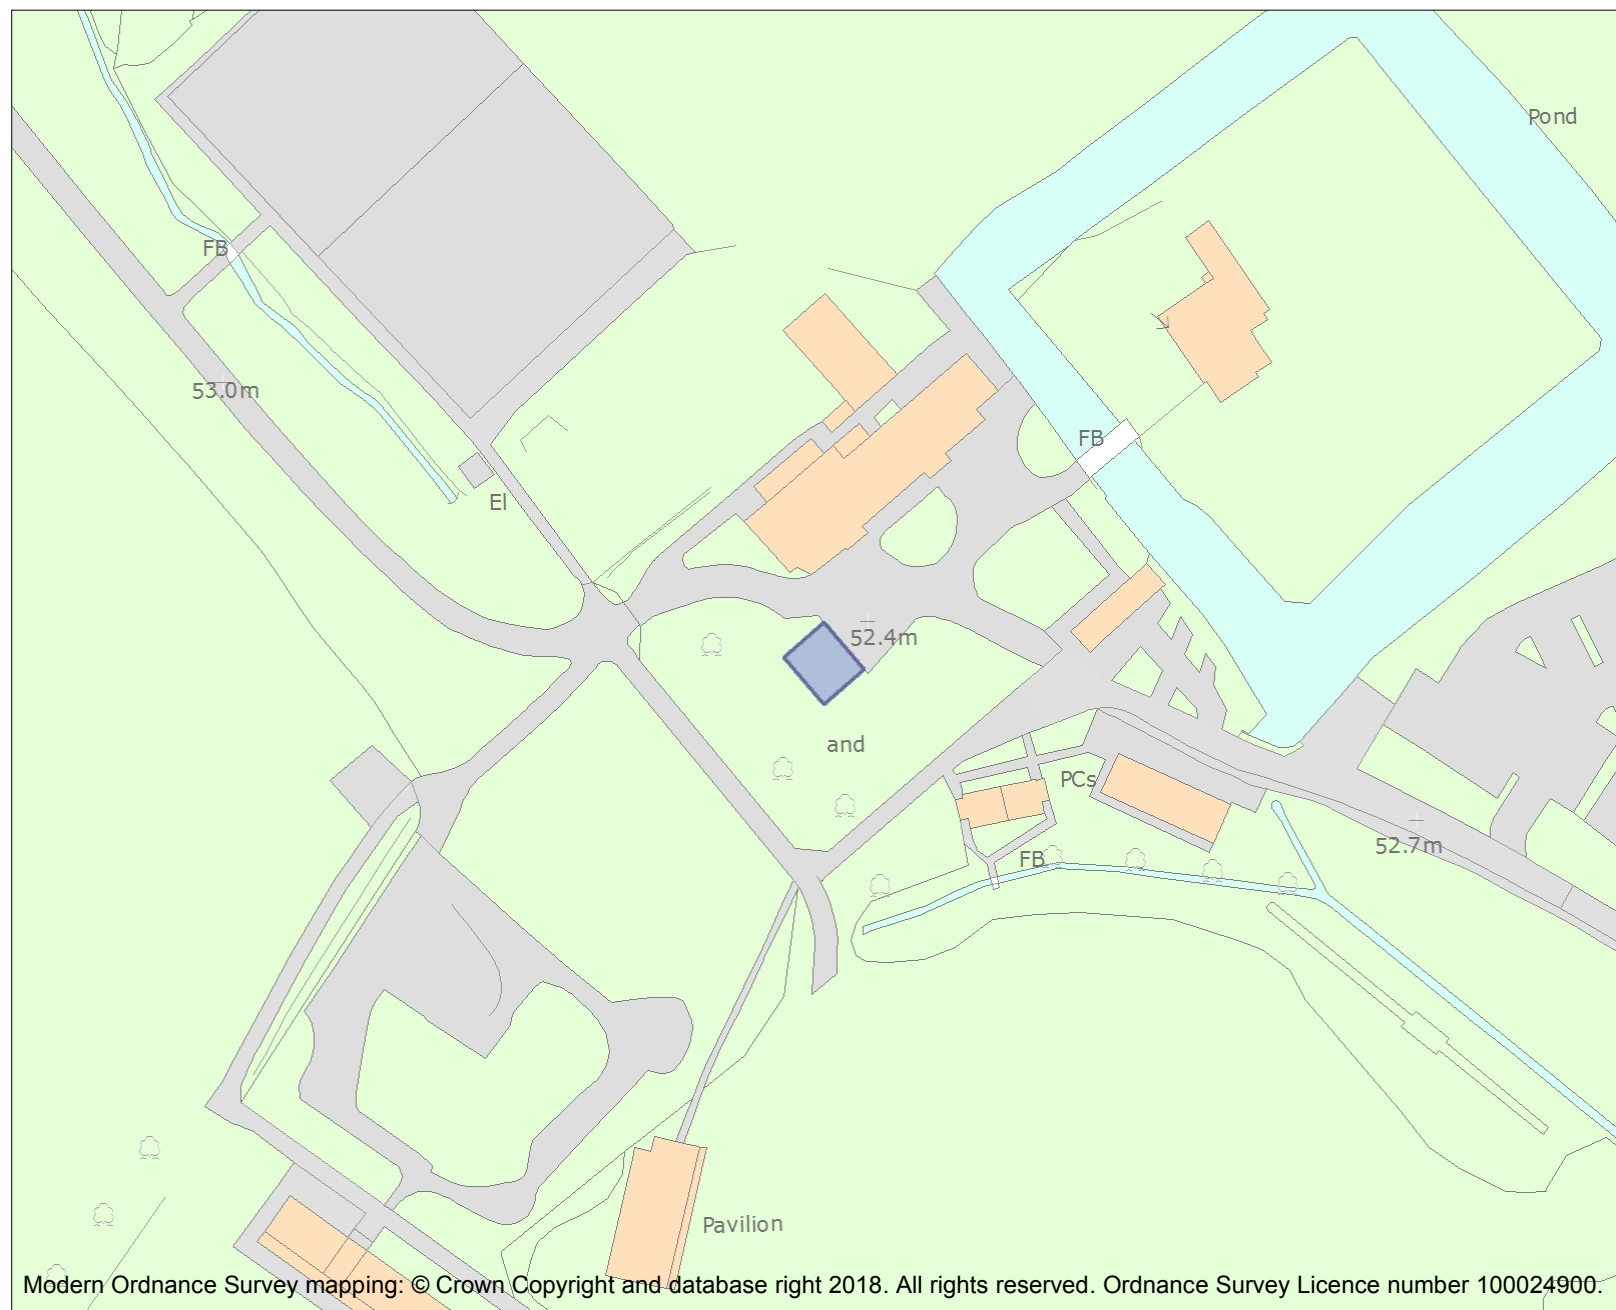 Pond
FB
53.0m
FB
El
52.4m
and
PCs
52.7m
FB
Pavilion
Modern Ordnance Survey mapping: © Crown Copyright and database right 2018. All rights reserved. Ordnance Survey Licence number 100024900.